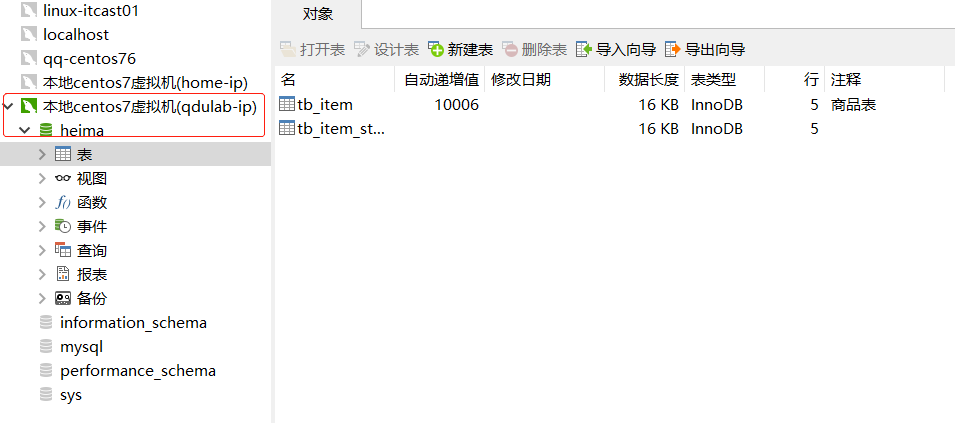 linux-itcast01
localhost
qq-centos76
本地centos7虚拟机(home-ip)
本地centos7虚拟机(qdulab-ip)
heima
表
视图
函数
事件
查询
报表
备份
information_schema
mysql
performance_schema
sys
对象
打开表 设计表 新建表 删除表 导入向导 导出向导
名 自动递增值 修改日期 数据长度 表类型 行 注释
tb_item 10006 16 KB InnoDB 5 商品表
tb_item_st... 16 KB InnoDB 5